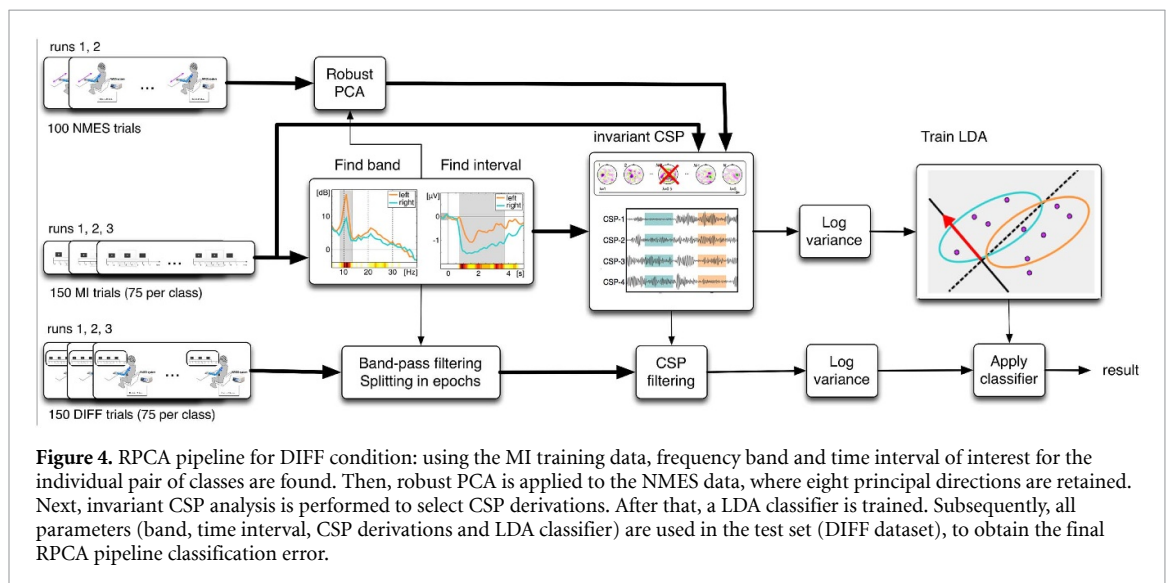 runs 1, 2
...
100 NMES trials
Robust
PCA
Find band
Find interval
[dB]
10
0
left
right
10
20
30
[Hz]
[µV]
0
-1
left
right
0
2
4
[s]
invariant CSP
CSP-1
CSP-2
CSP-3
CSP-4
Log
variance
Train LDA
runs 1, 2, 3
...
150 MI trials (75 per class)
runs 1, 2, 3
...
150 DIFF trials (75 per class)
Band-pass filtering
Splitting in epochs
CSP
filtering
Log
variance
Apply
classifier
result
Figure 4. RPCA pipeline for DIFF condition: using the MI training data, frequency band and time interval of interest for the
individual pair of classes are found. Then, robust PCA is applied to the NMES data, where eight principal directions are retained.
Next, invariant CSP analysis is performed to select CSP derivations. After that, a LDA classifier is trained. Subsequently, all
parameters (band, time interval, CSP derivations and LDA classifier) are used in the test set (DIFF dataset), to obtain the final
RPCA pipeline classification error.